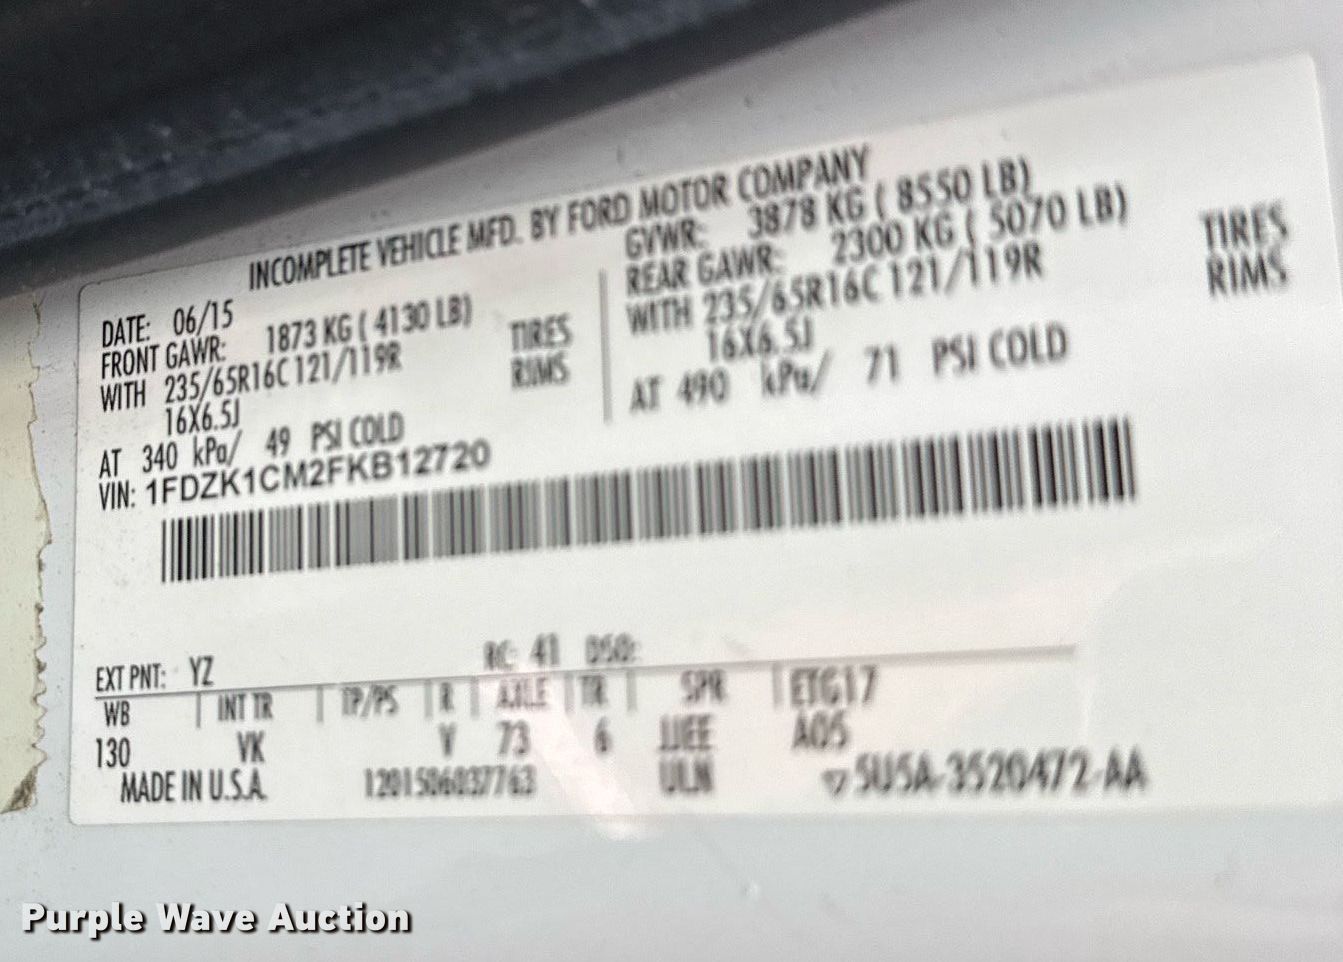 INCOMPLETE VEHICLE MFD. BY FORD MOTOR COMPANY
DATE: 06/15
GVWR: 3878 KG ( 8550 LB)
FRONT GAWR: 1873 KG ( 4130 LB)
REAR GAWR: 2300 KG ( 5070 LB)
WITH 235/65R16C 121/119R TIRES
WITH 235/65R16C 121/119R TIRES
16X6.5J RIMS
16X6.5J RIMS
AT 340 kPa/ 49 PSI COLD
AT 490 kPa/ 71 PSI COLD
VIN: 1FDZK1CM2FKB12720
EXT PNT: YZ RC: 41 DSO:
WB INT TR TP/PS R AXLE TR SPR ETG17
130 VK V 73 6 JJEE A05
MADE IN U.S.A. 1201506037763 ULN 5U5A-3520472-AA
Purple Wave Auction